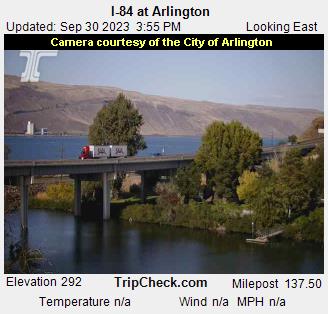 I-84 at Arlington
Updated: Sep 30 2023 3:55 PM Looking East
Camera courtesy of the City of Arlington
Elevation 292 TripCheck.com Milepost 137.50
Temperature n/a Wind n/a MPH n/a